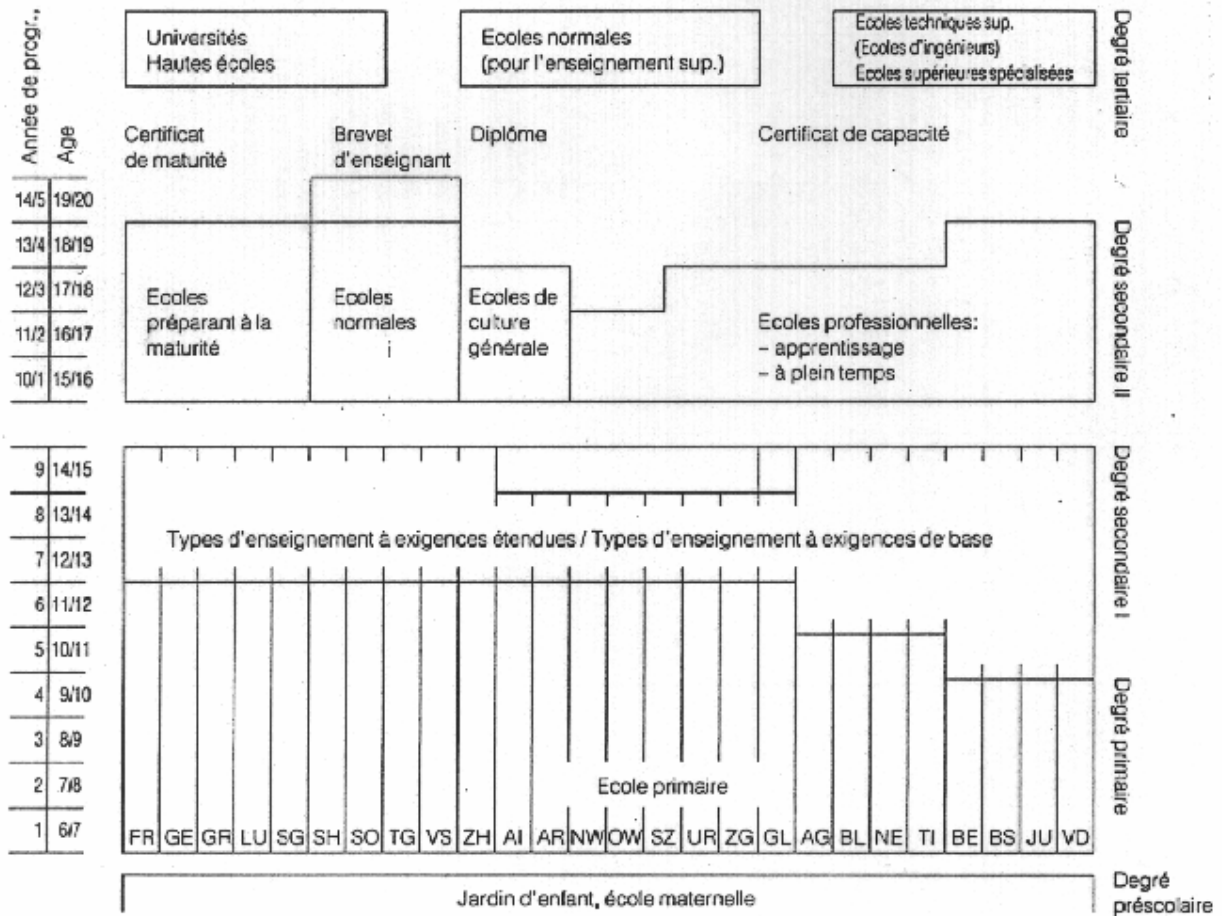 Année de progr.,
Age
Universités
Hautes écoles
Ecoles normales
(pour l'enseignement sup.)
Ecoles techniques sup.
(Ecoles d'ingénieurs)
Ecoles supérieures spécialisées
Degré tertiaire
Certificat
de maturité
Brevet
d'enseignant
Diplôme
Certificat de capacité
14/5 19/20
13/4 18/19
12/3 17/18
11/2 16/17
10/1 15/16
Ecoles
préparant à la
maturité
Ecoles
normales
Ecoles de
culture
générale
Ecoles professionnelles:
– apprentissage
– à plein temps
Degré secondaire II
9 14/15
8 13/14
7 12/13
6 11/12
5 10/11
4 9/10
3 8/9
2 7/8
1 6/7
Types d'enseignement à exigences étendues / Types d'enseignement à exigences de base
Degré secondaire I
Ecole primaire
Degré primaire
FR GE GR LU SG SH SO TG VS ZH AI AR NW OW SZ UR ZG GL AG BL NE TI BE BS JU VD
Jardin d'enfant, école maternelle
Degré
préscolaire